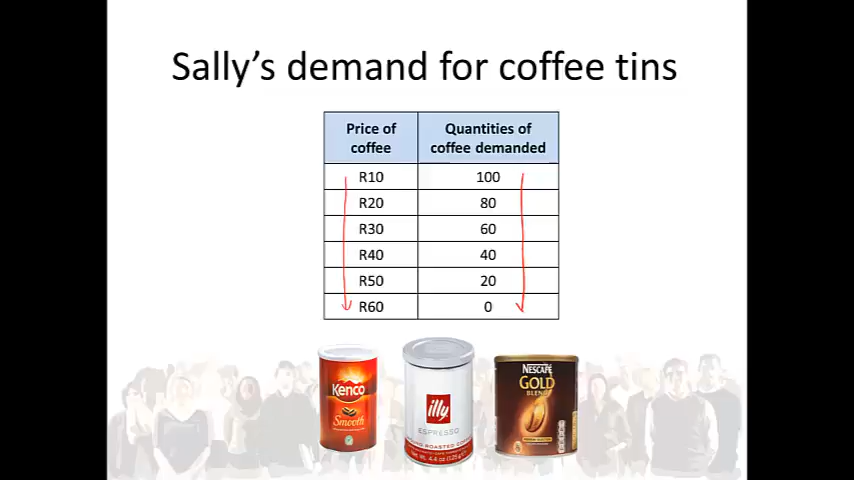 Sally's demand for coffee tins
Price of coffee
Quantities of coffee demanded
R10 100
R20 80
R30 60
R40 40
R50 20
R60 0
Kenco
Smooth
illy
ESPRESSO
NESCAFÉ
GOLD
BLEND